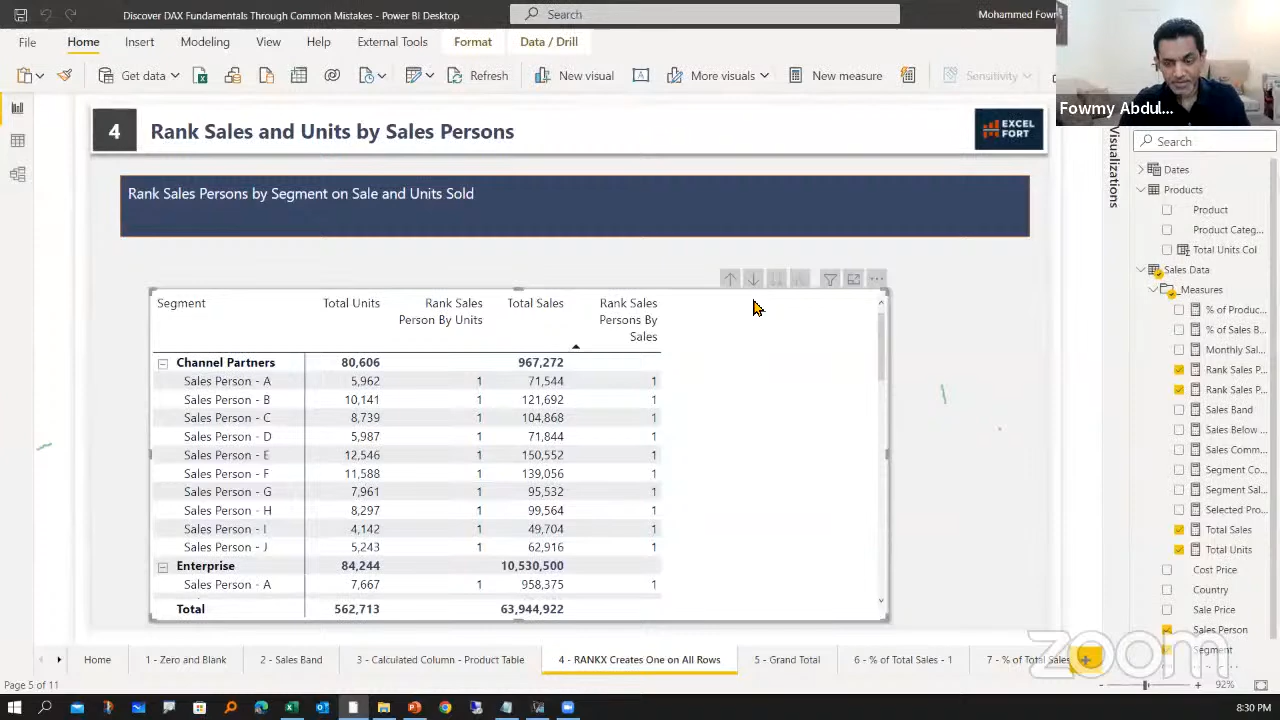 Discover DAX Fundamentals Through Common Mistakes - Power BI Desktop
Search
Mohammed Fow
File Home Insert Modeling View Help External Tools Format Data / Drill
Get data Refresh New visual More visuals New measure Sensitivity
Fowmy Abdul...
4 Rank Sales and Units by Sales Persons
EXCEL
FORT
Rank Sales Persons by Segment on Sale and Units Sold
Segment Total Units Rank Sales Person By Units Total Sales Rank Sales Persons By Sales
Channel Partners 80,606 967,272
Sales Person - A 5,962 1 71,544 1
Sales Person - B 10,141 1 121,692 1
Sales Person - C 8,739 1 104,868 1
Sales Person - D 5,987 1 71,844 1
Sales Person - E 12,546 1 150,552 1
Sales Person - F 11,588 1 139,056 1
Sales Person - G 7,961 1 95,532 1
Sales Person - H 8,297 1 99,564 1
Sales Person - I 4,142 1 49,704 1
Sales Person - J 5,243 1 62,916 1
Enterprise 84,244 10,530,500
Sales Person - A 7,667 1 958,375 1
Total 562,713 63,944,922
Visualizations
Search
Dates
Products
Product
Product Categ...
Total Units Col
Sales Data
_Measures
% of Produc...
% of Sales B...
Monthly Sal...
Rank Sales P...
Rank Sales P...
Sales Band
Sales Below ...
Sales Comm...
Segment Co...
Segment Sal...
Selected Pro...
Total Sales
Total Units
Cost Price
Country
Sale Price
Sales Person
Segment
zoom
Home 1 - Zero and Blank 2 - Sales Band 3 - Calculated Column - Product Table 4 - RANKX Creates One on All Rows 5 - Grand Total 6 - % of Total Sales - 1 7 - % of Total Sales
Page 5 of 11
92%
8:30 PM